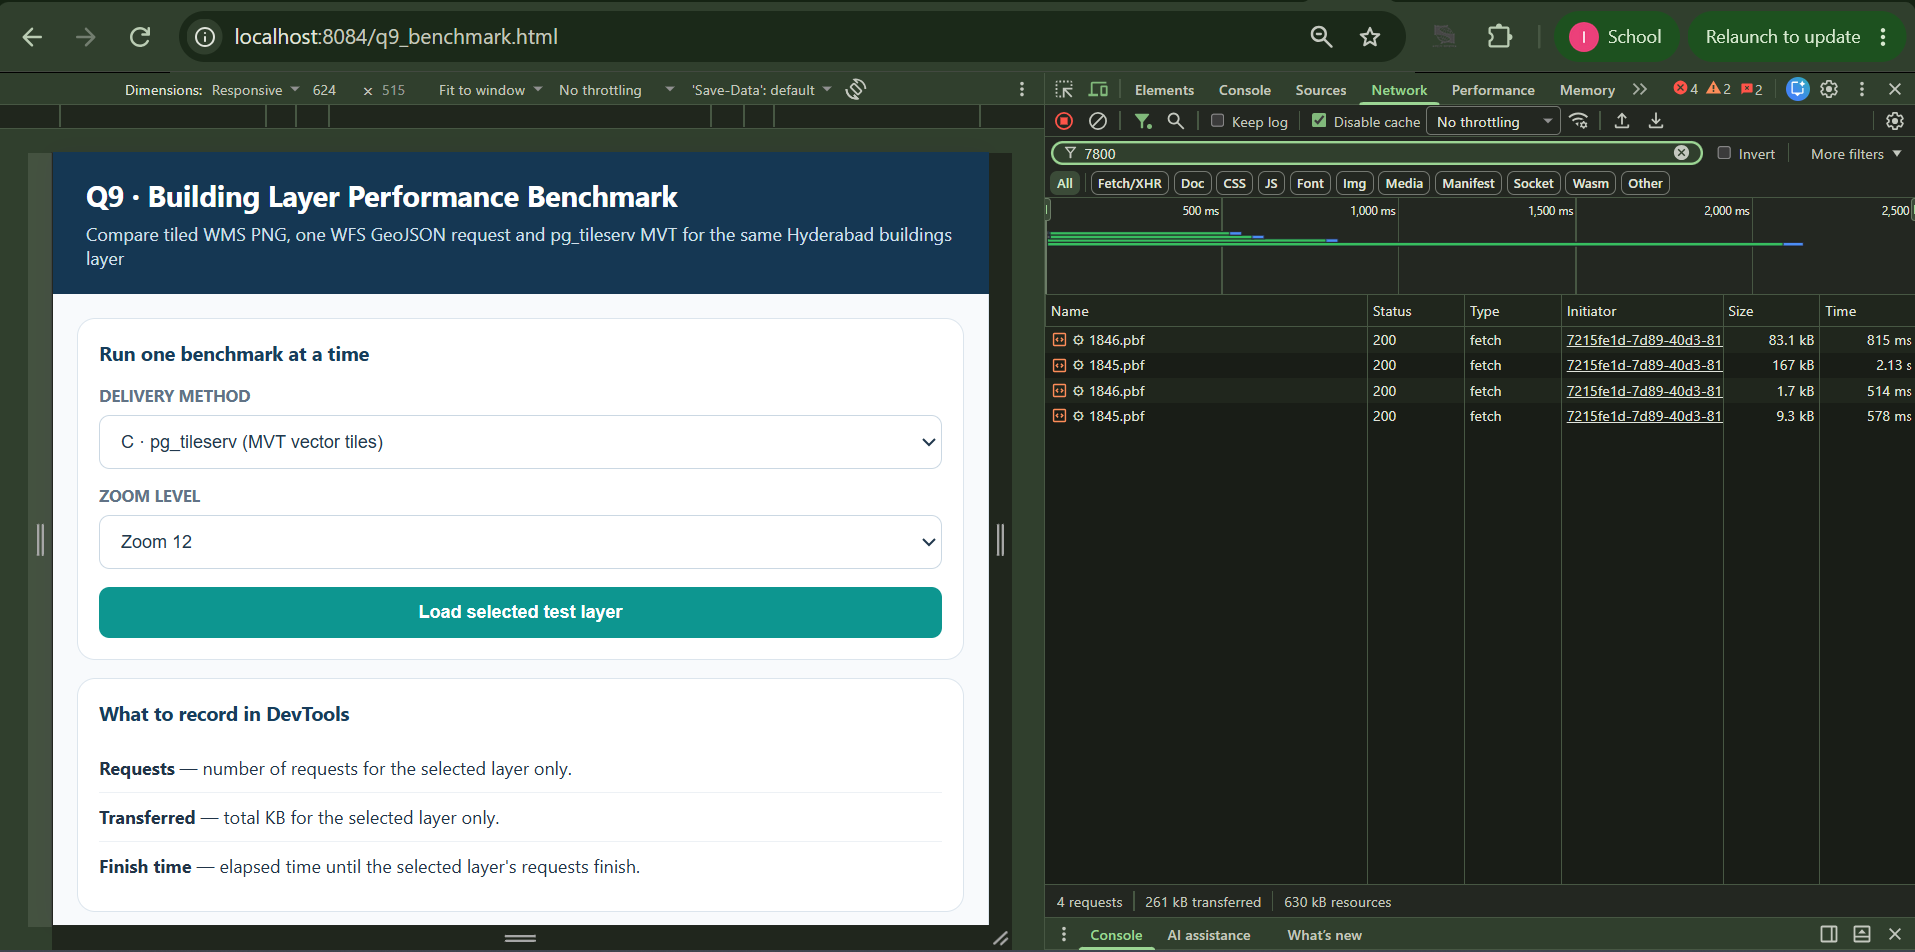 localhost:8084/q9_benchmark.html
School
Relaunch to update
Dimensions: Responsive 624 × 515 Fit to window No throttling 'Save-Data': default
Elements Console Sources Network Performance Memory 4 2 2
Keep log Disable cache No throttling
7800 Invert More filters
All Fetch/XHR Doc CSS JS Font Img Media Manifest Socket Wasm Other
500 ms 1,000 ms 1,500 ms 2,000 ms 2,500
Name Status Type Initiator Size Time
1846.pbf 200 fetch 7215fe1d-7d89-40d3-81 83.1 kB 815 ms
1845.pbf 200 fetch 7215fe1d-7d89-40d3-81 167 kB 2.13 s
1846.pbf 200 fetch 7215fe1d-7d89-40d3-81 1.7 kB 514 ms
1845.pbf 200 fetch 7215fe1d-7d89-40d3-81 9.3 kB 578 ms
4 requests 261 kB transferred 630 kB resources
Console AI assistance What's new
Q9 · Building Layer Performance Benchmark
Compare tiled WMS PNG, one WFS GeoJSON request and pg_tileserv MVT for the same Hyderabad buildings
layer
Run one benchmark at a time
DELIVERY METHOD
C · pg_tileserv (MVT vector tiles)
ZOOM LEVEL
Zoom 12
Load selected test layer
What to record in DevTools
Requests — number of requests for the selected layer only.
Transferred — total KB for the selected layer only.
Finish time — elapsed time until the selected layer's requests finish.